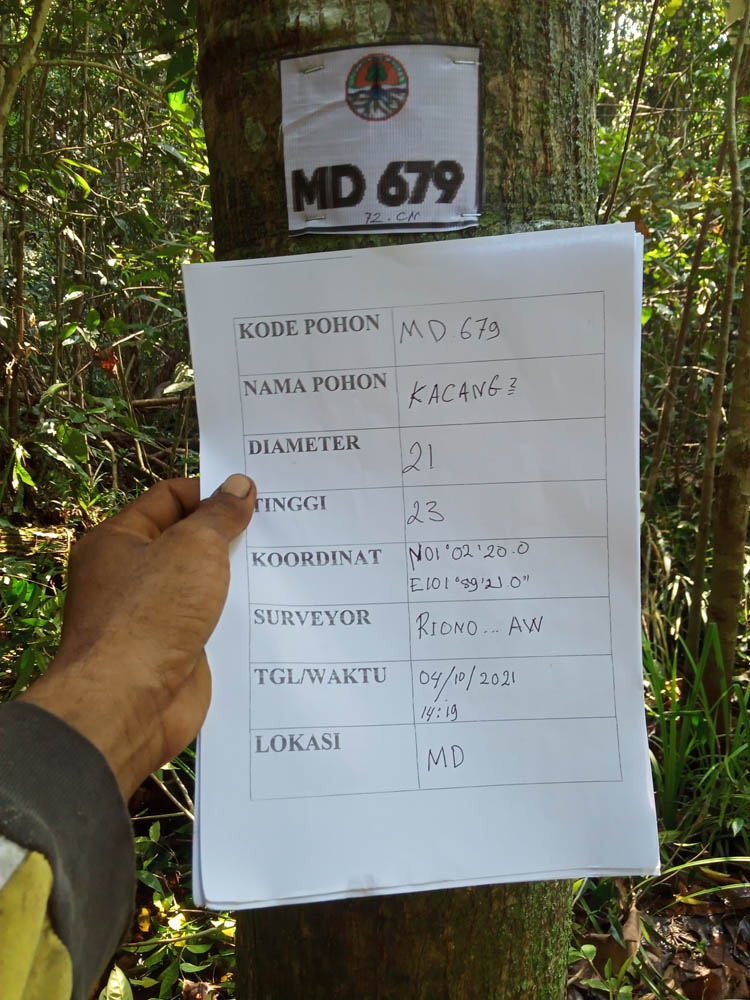 MD 679
72.CM
KODE POHON MD 679
NAMA POHON KACANG2
DIAMETER 21
TINGGI 23
KOORDINAT N01°02'20.0
E101°89'21.0"
SURVEYOR RIONO... AW
TGL/WAKTU 04/10/2021
14:19
LOKASI MD